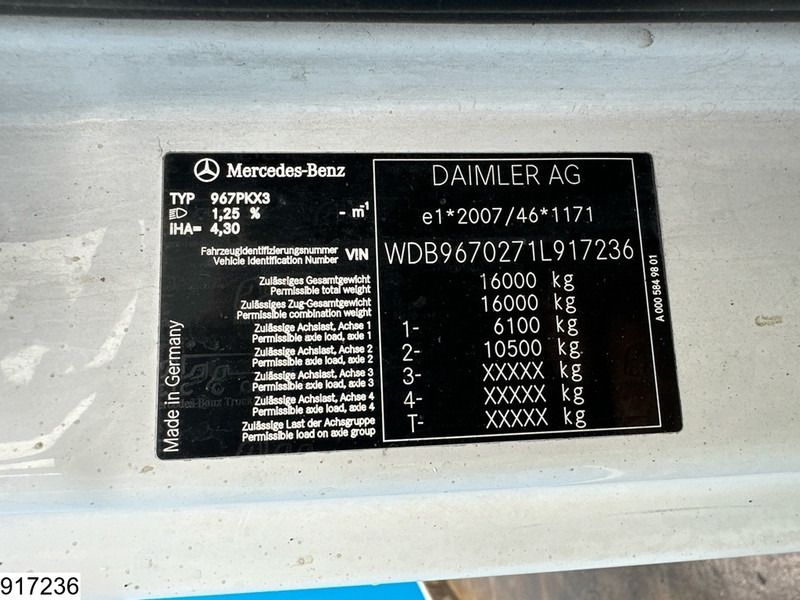 Mercedes-Benz
TYP 967PKX3
1,25 % - m-1
IHA= 4,30
DAIMLER AG
e1*2007/46*1171
Fahrzeugidentifizierungsnummer
Vehicle Identification Number VIN WDB9670271L917236
Zulässiges Gesamtgewicht
Permissible total weight 16000 kg
Zulässiges Zug-Gesamtgewicht
Permissible combination weight 16000 kg
Zulässige Achslast, Achse 1
Permissible axle load, axle 1 1- 6100 kg
Zulässige Achslast, Achse 2
Permissible axle load, axle 2 2- 10500 kg
Zulässige Achslast, Achse 3
Permissible axle load, axle 3 3- XXXXX kg
Zulässige Achslast, Achse 4
Permissible axle load, axle 4 4- XXXXX kg
Zulässige Last der Achsgruppe
Permissible load on axle group T- XXXXX kg
Made in Germany
A 000 584 98 01
917236